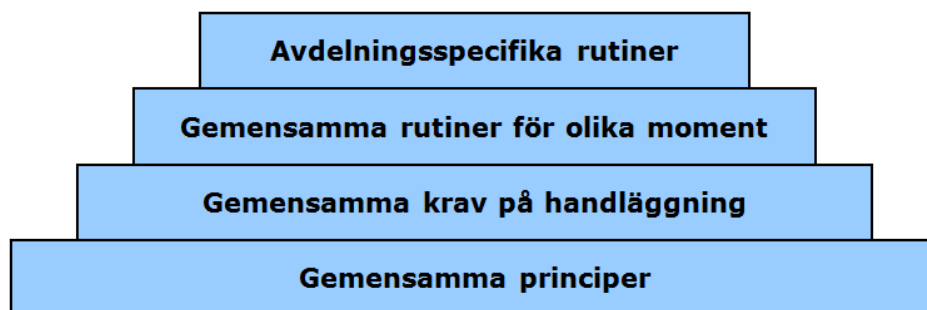 Avdelningsspecifika rutiner
Gemensamma rutiner för olika moment
Gemensamma krav på handläggning
Gemensamma principer